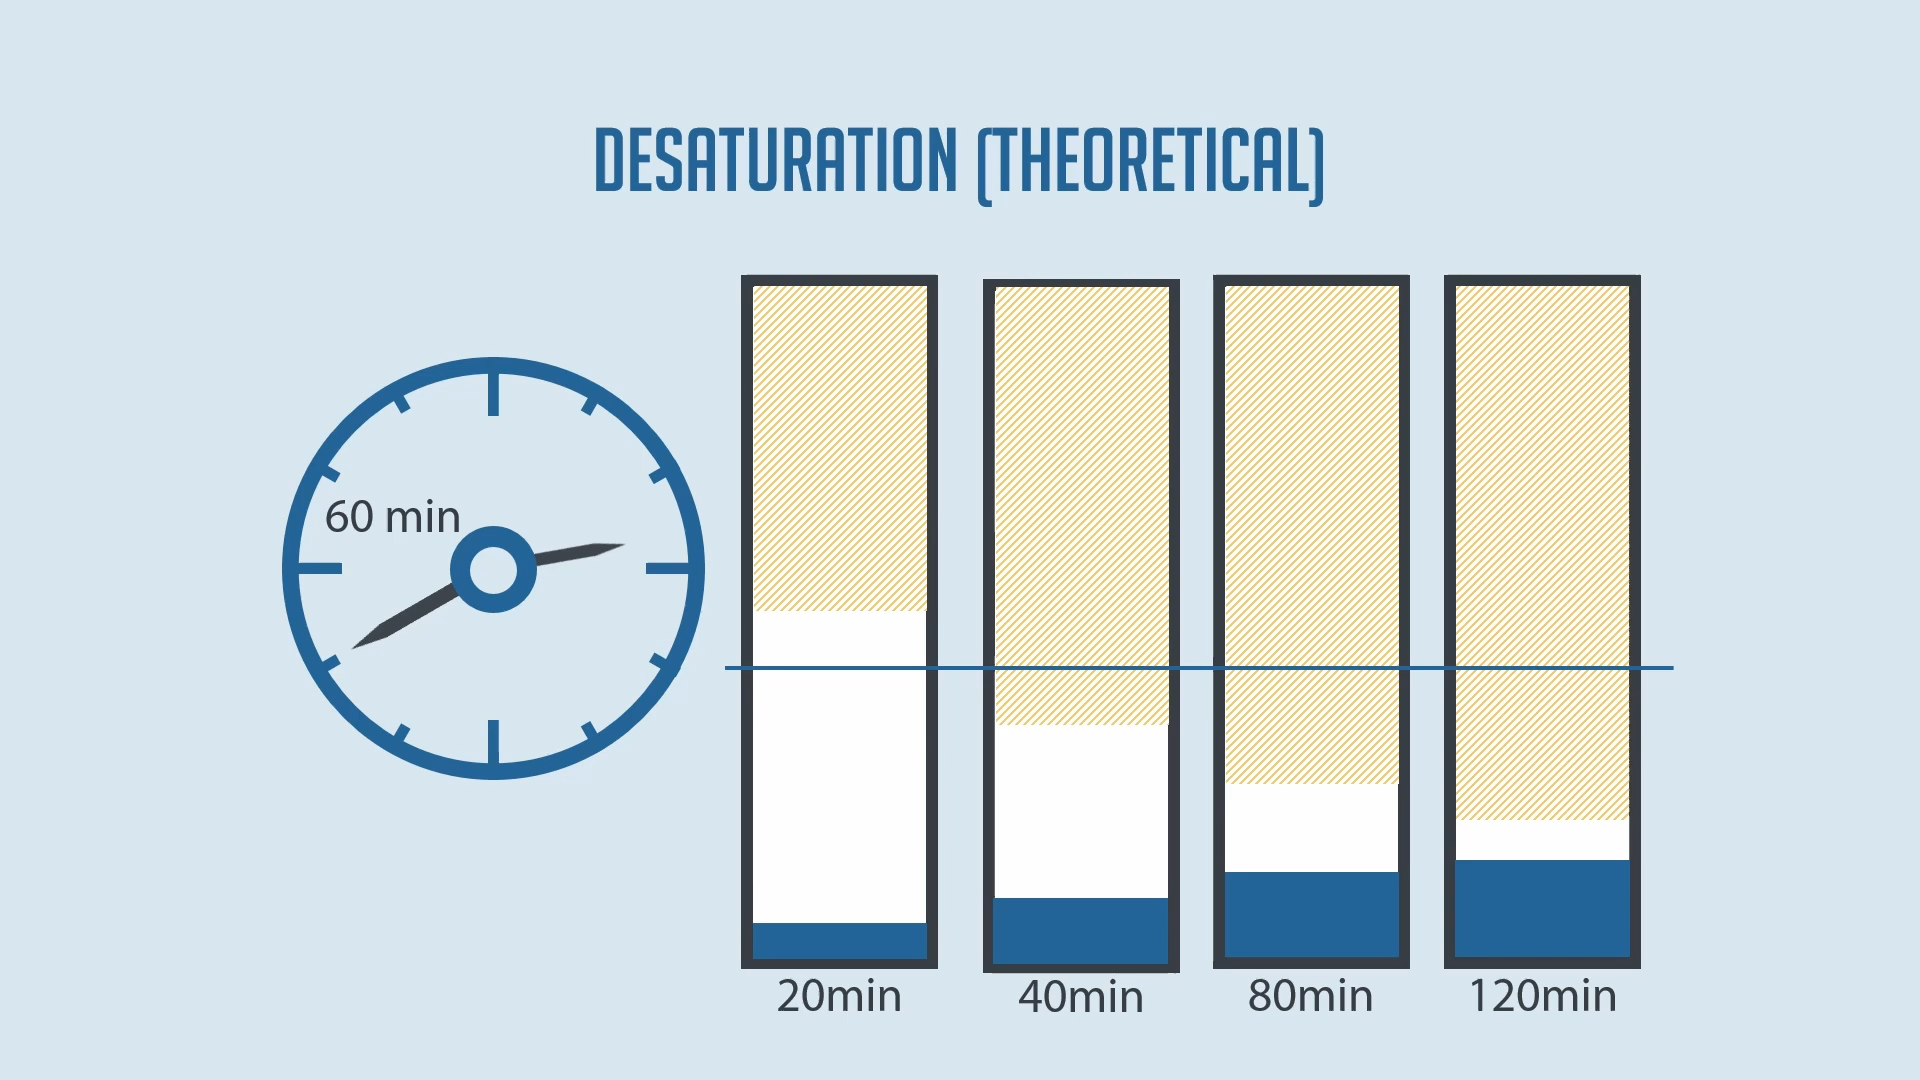 DESATURATION (THEORETICAL)
60 min
20min
40min
80min
120min